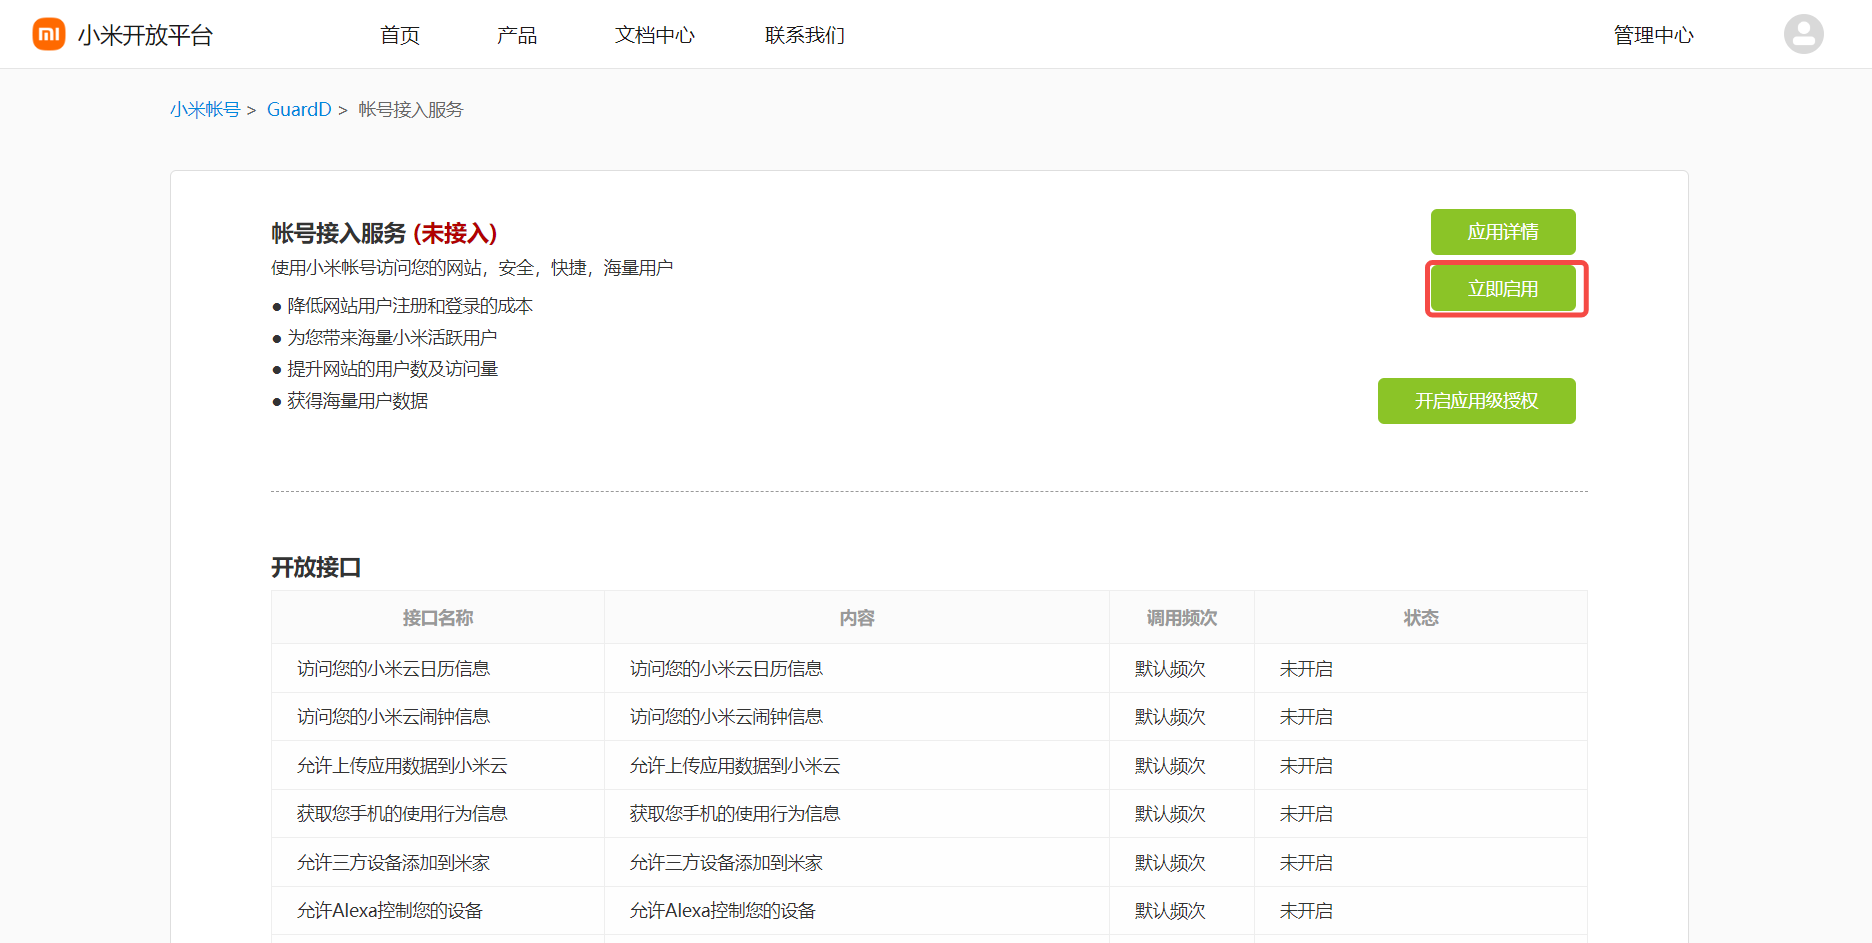 小米开放平台
首页
产品
文档中心
联系我们
管理中心
小米帐号 > GuardD > 帐号接入服务
帐号接入服务 (未接入)
使用小米帐号访问您的网站，安全，快捷，海量用户
● 降低网站用户注册和登录的成本
● 为您带来海量小米活跃用户
● 提升网站的用户数及访问量
● 获得海量用户数据
应用详情
立即启用
开启应用级授权
开放接口
接口名称 内容 调用频次 状态
访问您的小米云日历信息 访问您的小米云日历信息 默认频次 未开启
访问您的小米云闹钟信息 访问您的小米云闹钟信息 默认频次 未开启
允许上传应用数据到小米云 允许上传应用数据到小米云 默认频次 未开启
获取您手机的使用行为信息 获取您手机的使用行为信息 默认频次 未开启
允许三方设备添加到米家 允许三方设备添加到米家 默认频次 未开启
允许Alexa控制您的设备 允许Alexa控制您的设备 默认频次 未开启